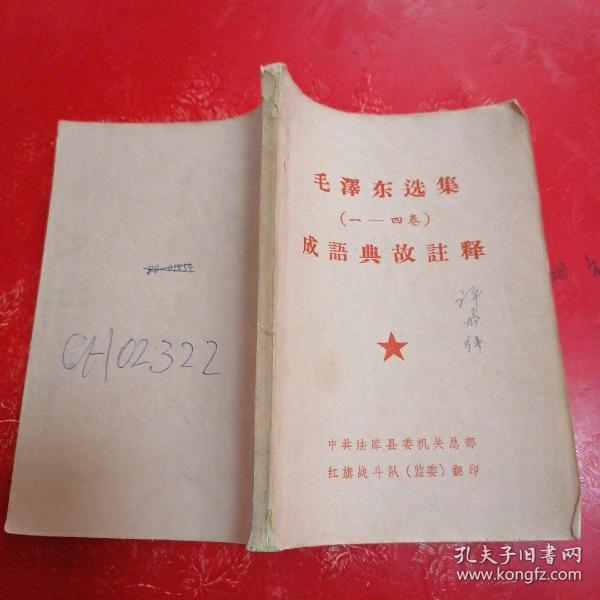 毛澤东选集
(一—四卷)
成語典故註释
中共法库县委机关总部
红旗战斗队(监委)翻印
CH02322
孔夫子旧书网
www.kongfz.com